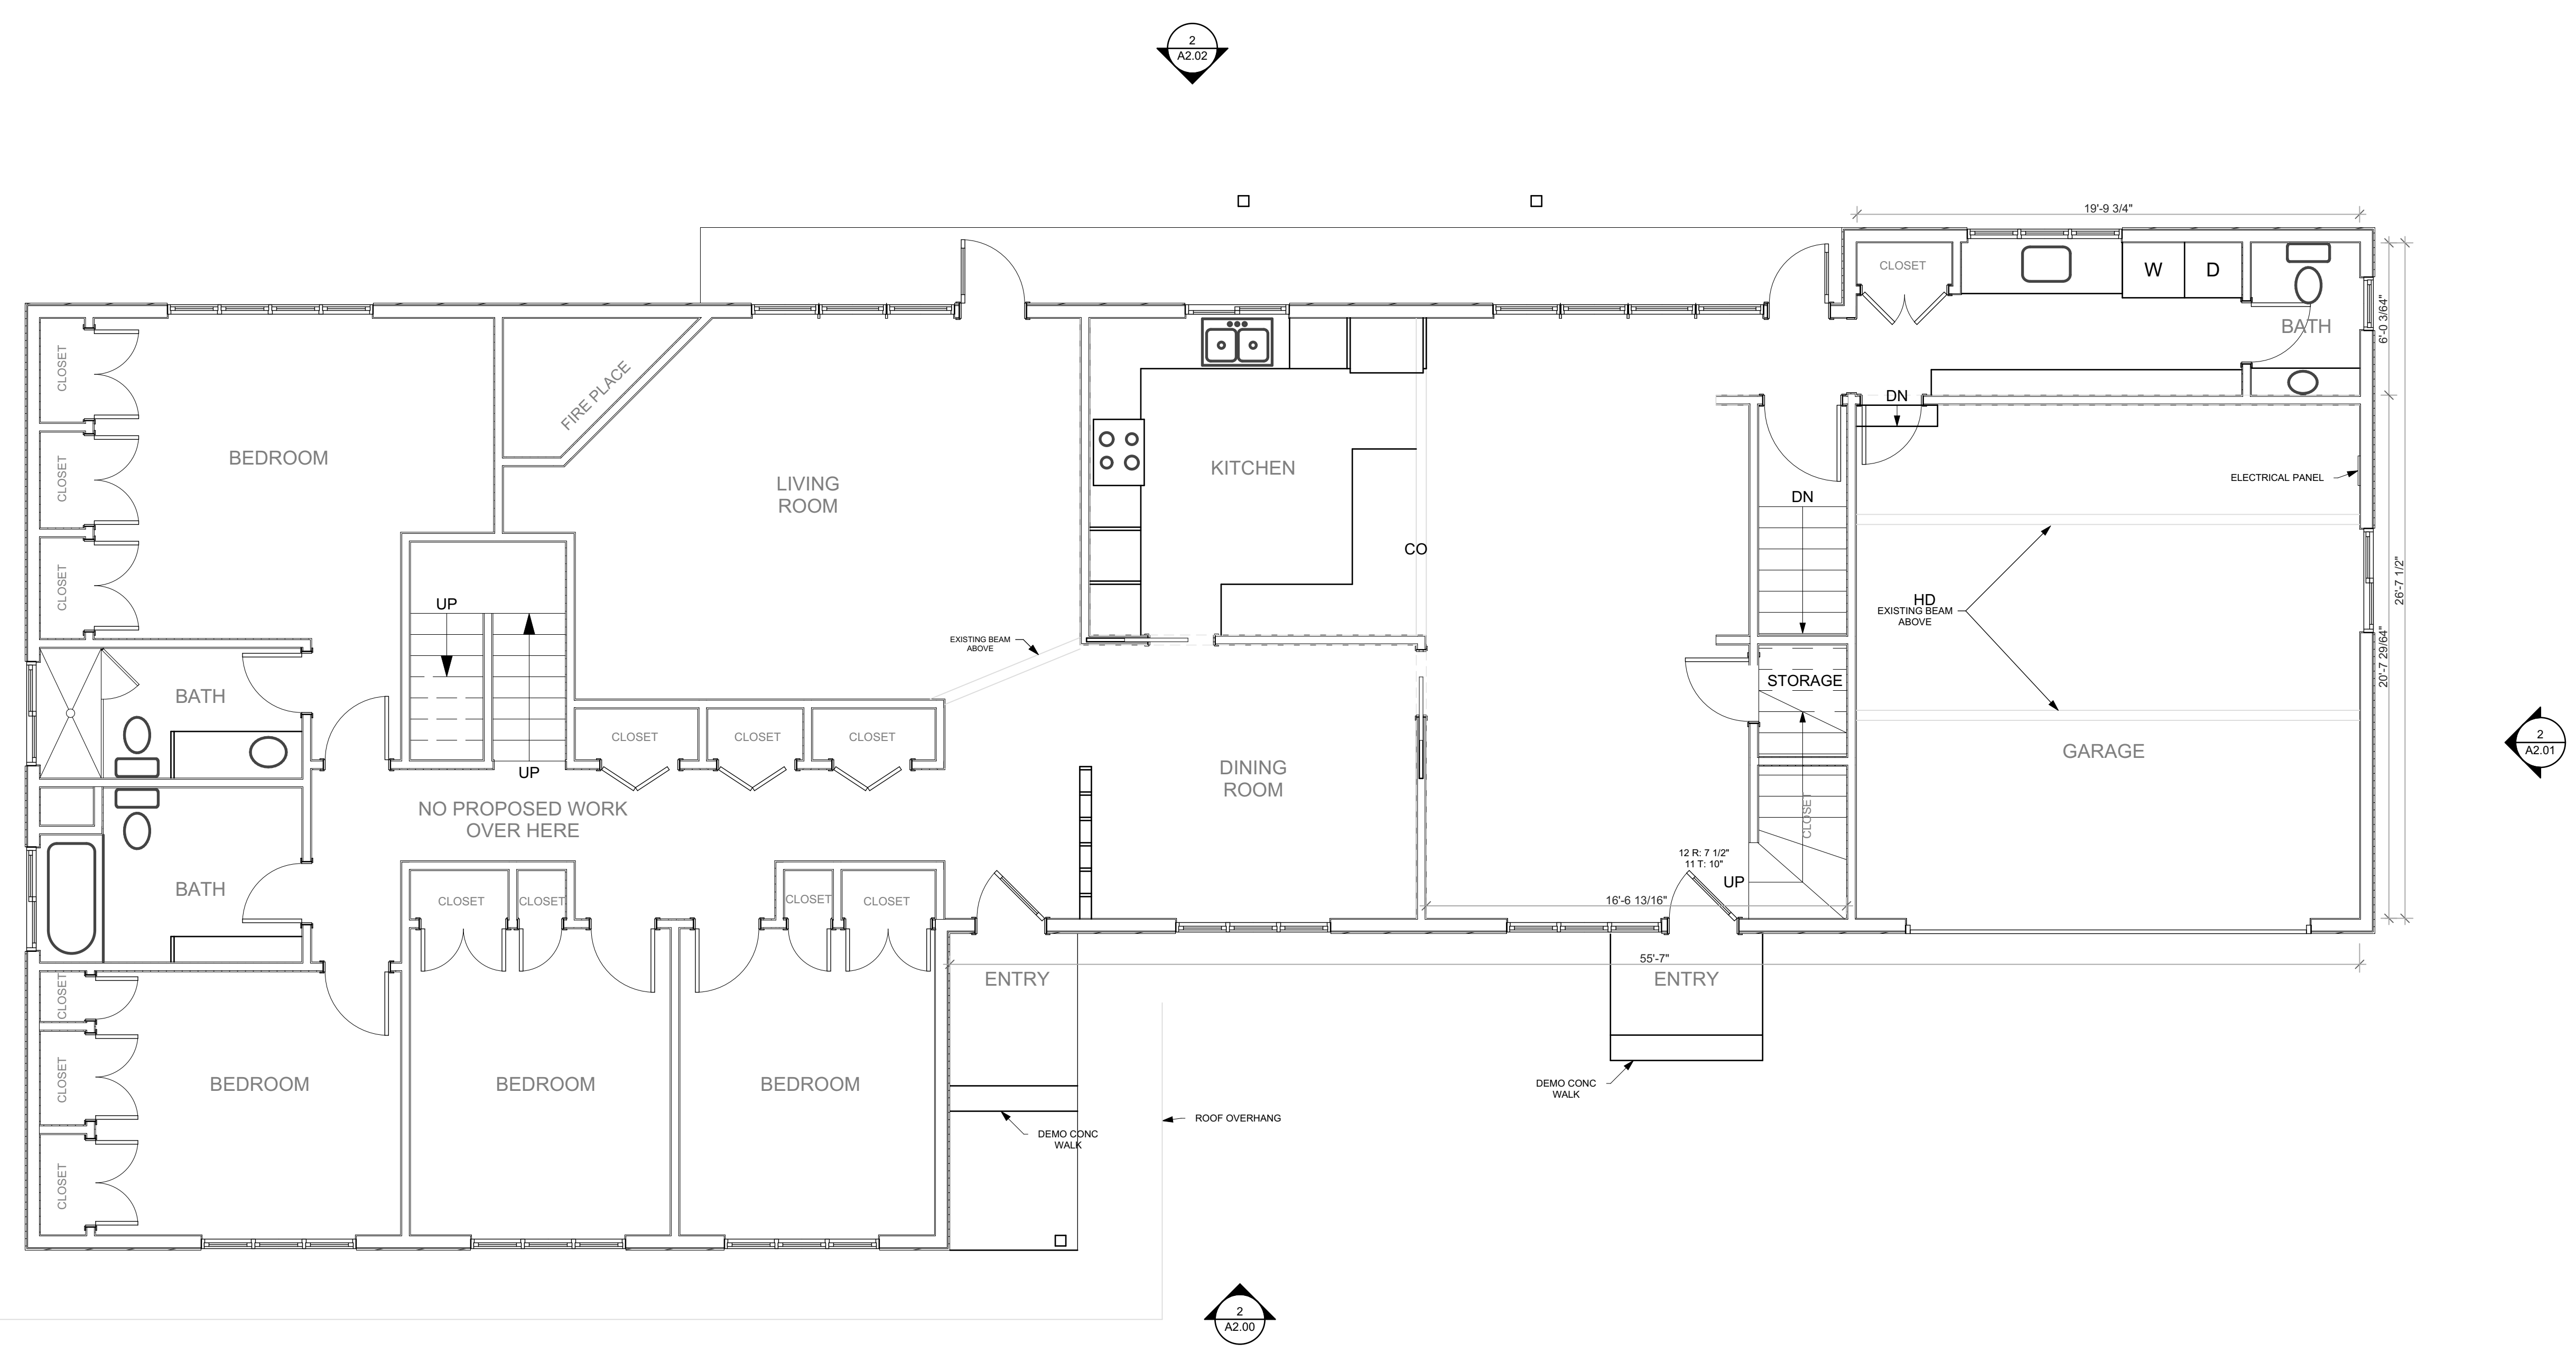 2
A2.02
19'-9 3/4"
CLOSET
W
D
BATH
6'-0 3/64"
CLOSET
FIRE PLACE
BEDROOM
LIVING
ROOM
KITCHEN
DN
ELECTRICAL PANEL
CLOSET
DN
CO
26'-7 1/2"
CLOSET
UP
HD
EXISTING BEAM
ABOVE
EXISTING BEAM
ABOVE
20'-7 29/64"
STORAGE
BATH
CLOSET
CLOSET
CLOSET
2
A2.01
GARAGE
DINING
ROOM
UP
NO PROPOSED WORK
OVER HERE
CLOSET
12 R: 7 1/2"
11 T: 10"
UP
BATH
CLOSET
CLOSET
CLOSET
CLOSET
16'-6 13/16"
55'-7"
ENTRY
ENTRY
CLOSET
BEDROOM
BEDROOM
BEDROOM
CLOSET
DEMO CONC
WALK
ROOF OVERHANG
DEMO CONC
WALK
CLOSET
2
A2.00